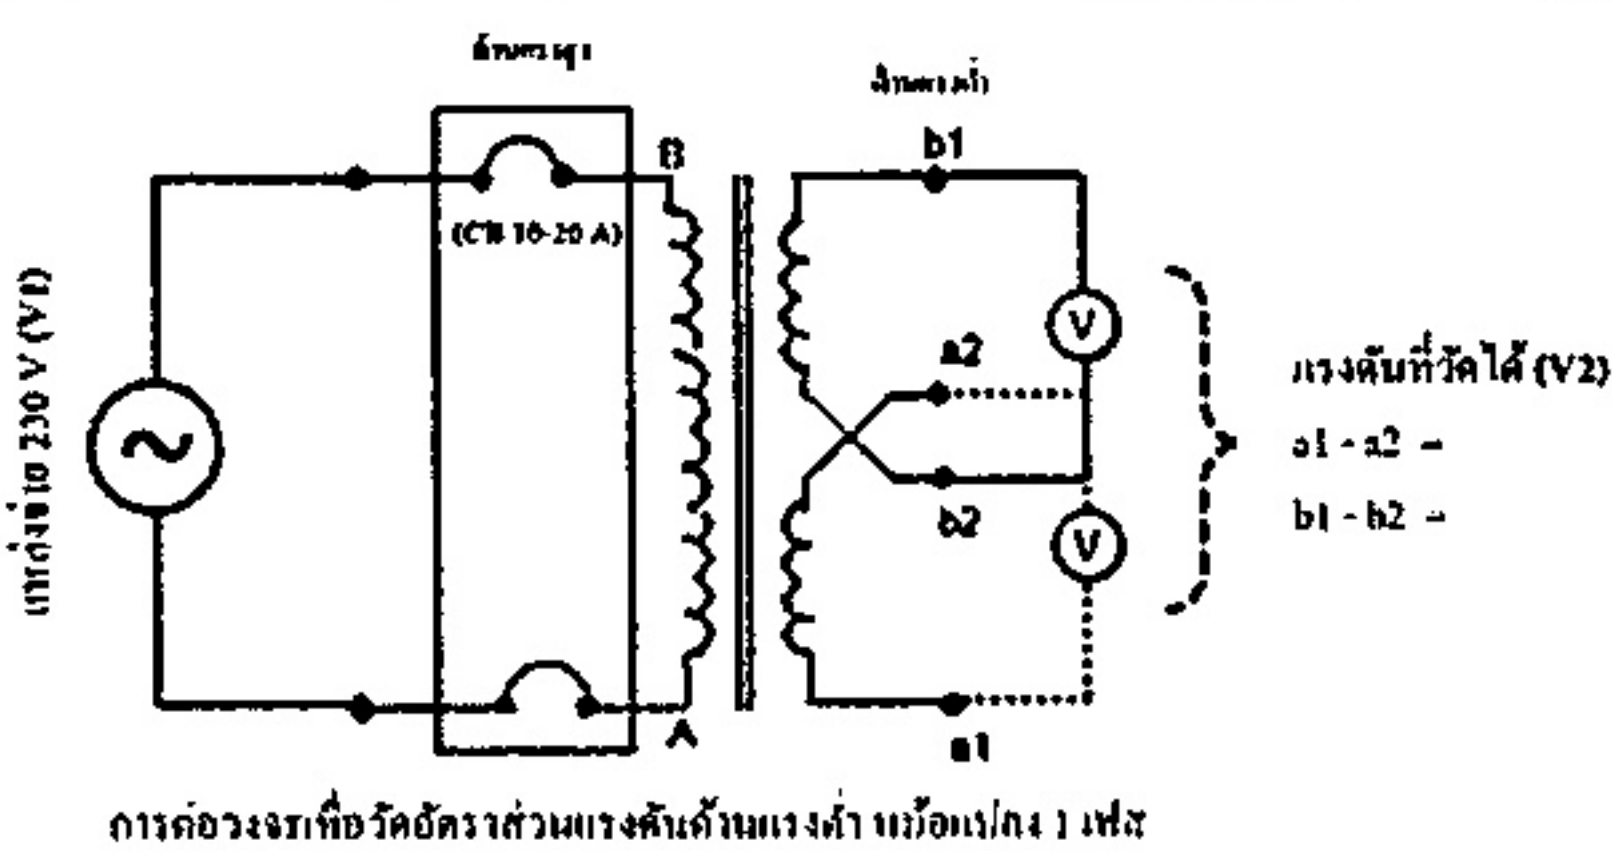 ด้านแรงสูง
ด้านแรงต่ำ
b1
B
(CB 10-20 A)
แหล่งจ่าย 230 V (V1)
V
a2
แรงดันที่วัดได้ (V2)
a1 - a2 =
b1 - b2 =
b2
V
A
a1
การต่อวงจรเพื่อวัดอัตราส่วนแรงดันด้านแรงต่ำ หม้อแปลง 1 เฟส